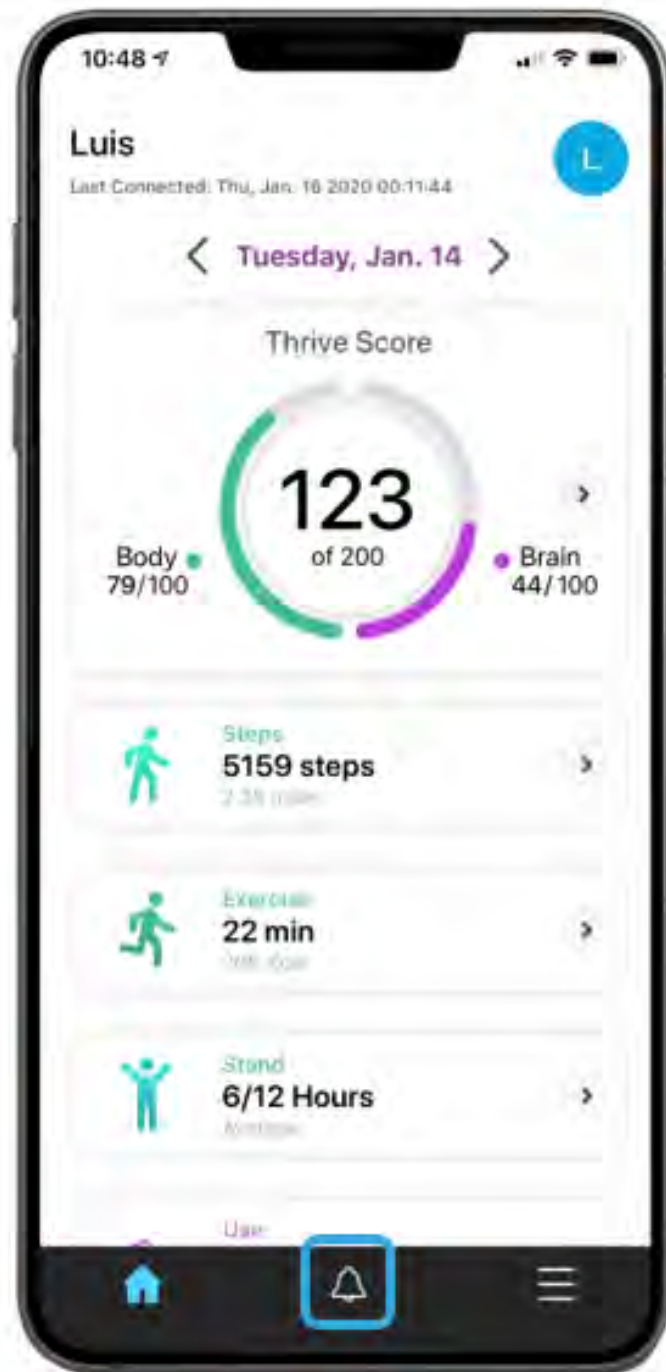 10:48
Luis
L
Last Connected: Thu, Jan. 16 2020 00:11:44
Tuesday, Jan. 14
Thrive Score
123
of 200
Body
79/100
Brain
44/100
Steps
5159 steps
Exercise
22 min
Stand
6/12 Hours
Use